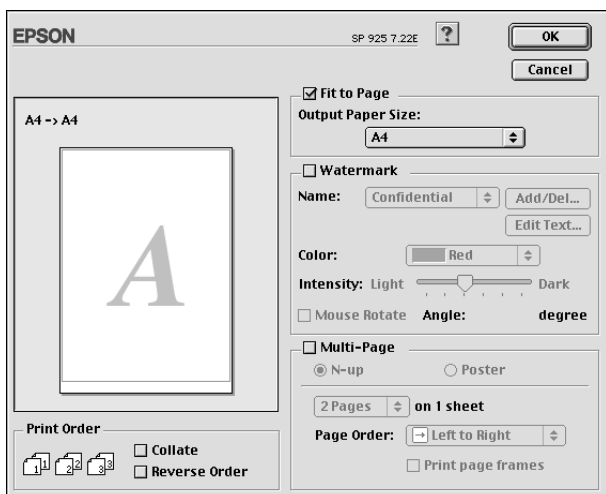 EPSON SP 925 7.22E ? OK
Cancel
A4 -> A4
A
Fit to Page
Output Paper Size:
A4
Watermark
Name: Confidential Add/Del...
Edit Text...
Color: Red
Intensity: Light Dark
Mouse Rotate Angle: degree
Multi-Page
N-up Poster
2 Pages on 1 sheet
Page Order: Left to Right
Print page frames
Print Order
1 1 2 2 3 3
Collate
Reverse Order